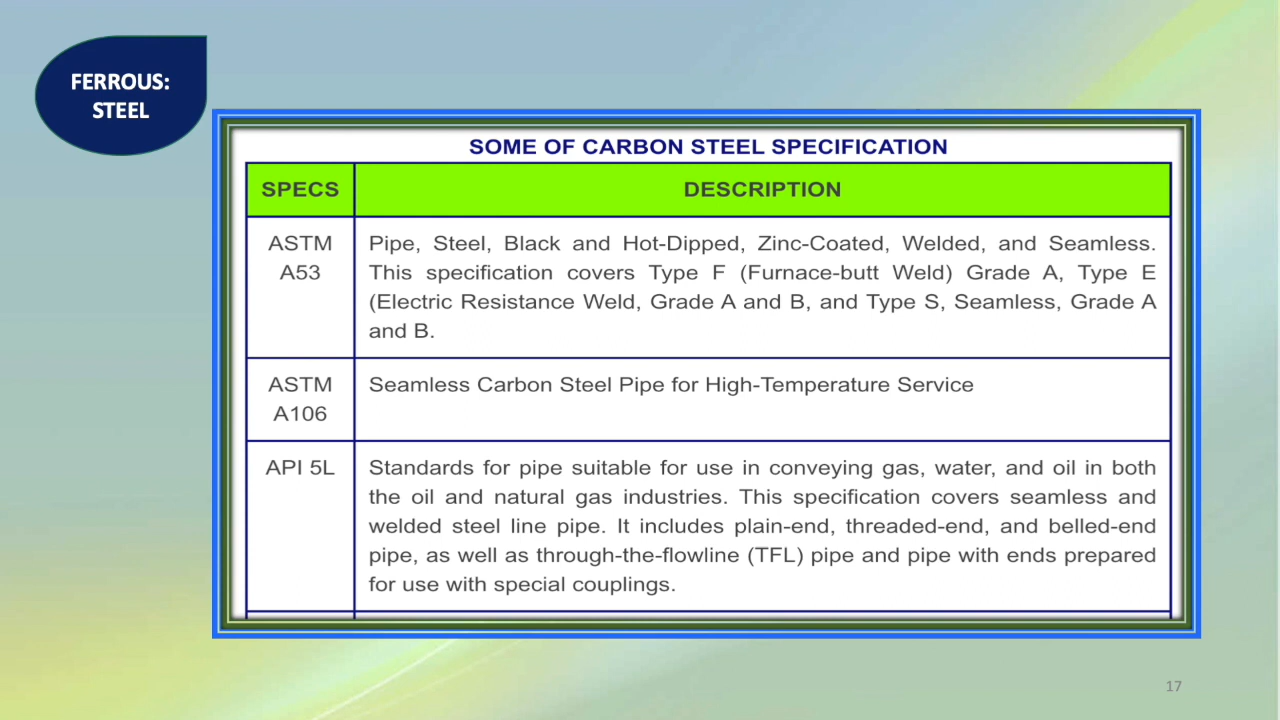 FERROUS:
STEEL
SOME OF CARBON STEEL SPECIFICATION
SPECS
DESCRIPTION
ASTM
A53
Pipe, Steel, Black and Hot-Dipped, Zinc-Coated, Welded, and Seamless.
This specification covers Type F (Furnace-butt Weld) Grade A, Type E
(Electric Resistance Weld, Grade A and B, and Type S, Seamless, Grade A
and B.
ASTM
A106
Seamless Carbon Steel Pipe for High-Temperature Service
API 5L
Standards for pipe suitable for use in conveying gas, water, and oil in both
the oil and natural gas industries. This specification covers seamless and
welded steel line pipe. It includes plain-end, threaded-end, and belled-end
pipe, as well as through-the-flowline (TFL) pipe and pipe with ends prepared
for use with special couplings.
17